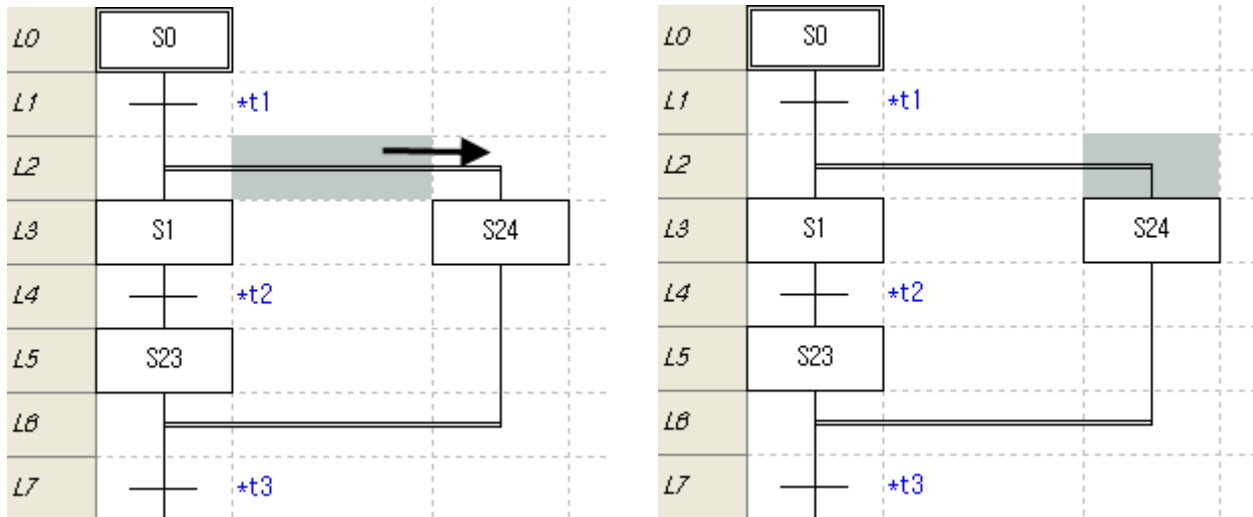 L0 S0 L0 S0
L1 *t1 L1 *t1
L2 L2
L3 S1 S24 L3 S1 S24
L4 *t2 L4 *t2
L5 S23 L5 S23
L6 L6
L7 *t3 L7 *t3